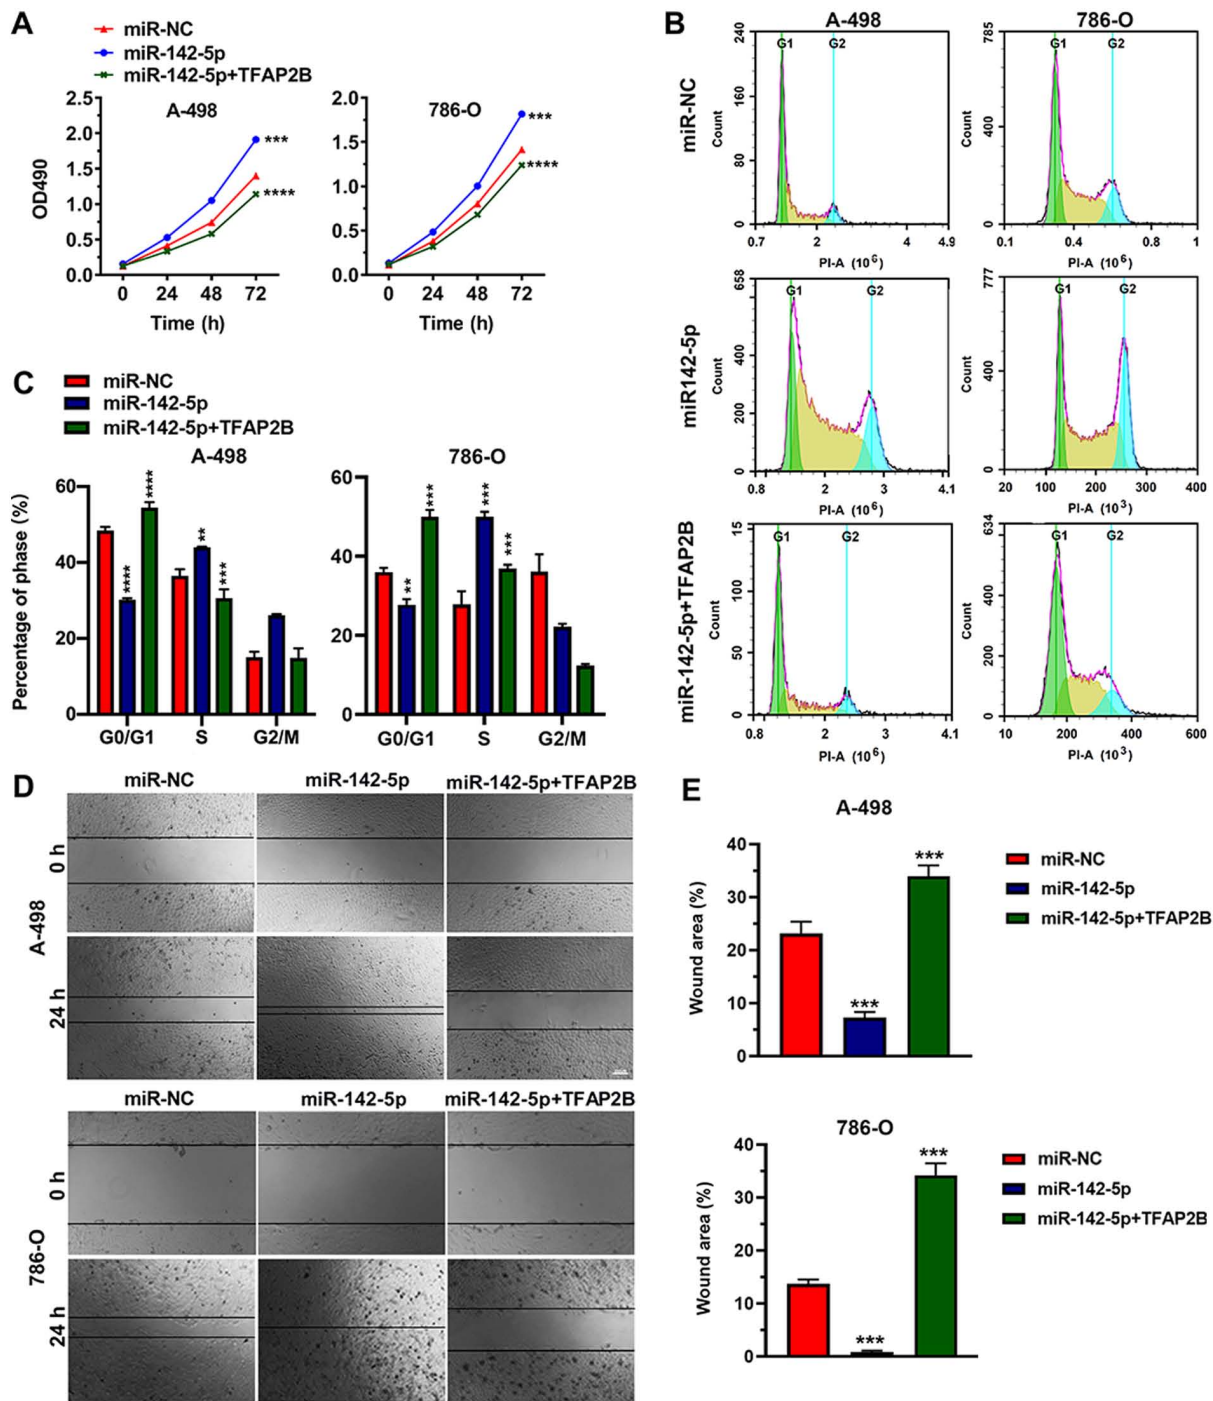 A
miR-NC
miR-142-5p
miR-142-5p+TFAP2B
A-498
786-O
OD490
2.5
2.0
1.5
1.0
0.5
0.0
0 24 48 72
Time (h)
***
****
2.0
1.5
1.0
0.5
0.0
0 24 48 72
Time (h)
***
****
B
A-498
786-O
miR-NC
Count
240
160
80
0
G1 G2
0.7 2 4 4.9
PI-A (10⁶)
Count
785
400
0
G1 G2
0.1 0.4 0.8 1
PI-A (10⁶)
miR142-5p
Count
658
400
200
0
G1 G2
0.8 2 3 4.1
PI-A (10⁶)
Count
777
400
0
G1 G2
20 100 200 300 400
PI-A (10³)
miR-142-5p+TFAP2B
Count
15
100
50
0
G1 G2
0.8 2 3 4.1
PI-A (10⁶)
Count
634
400
200
0
G1 G2
10 200 400 600
PI-A (10³)
C
miR-NC
miR-142-5p
miR-142-5p+TFAP2B
A-498
786-O
Percentage of phase (%)
60
40
20
0
**** **** ** ***
G0/G1 S G2/M
60
40
20
0
** *** *** ***
G0/G1 S G2/M
D
miR-NC miR-142-5p miR-142-5p+TFAP2B
A-498
0 h
24 h
miR-NC miR-142-5p miR-142-5p+TFAP2B
786-O
0 h
24 h
E
A-498
Wound area (%)
40
30
20
10
0
***
***
miR-NC
miR-142-5p
miR-142-5p+TFAP2B
786-O
Wound area (%)
40
30
20
10
0
***
***
miR-NC
miR-142-5p
miR-142-5p+TFAP2B